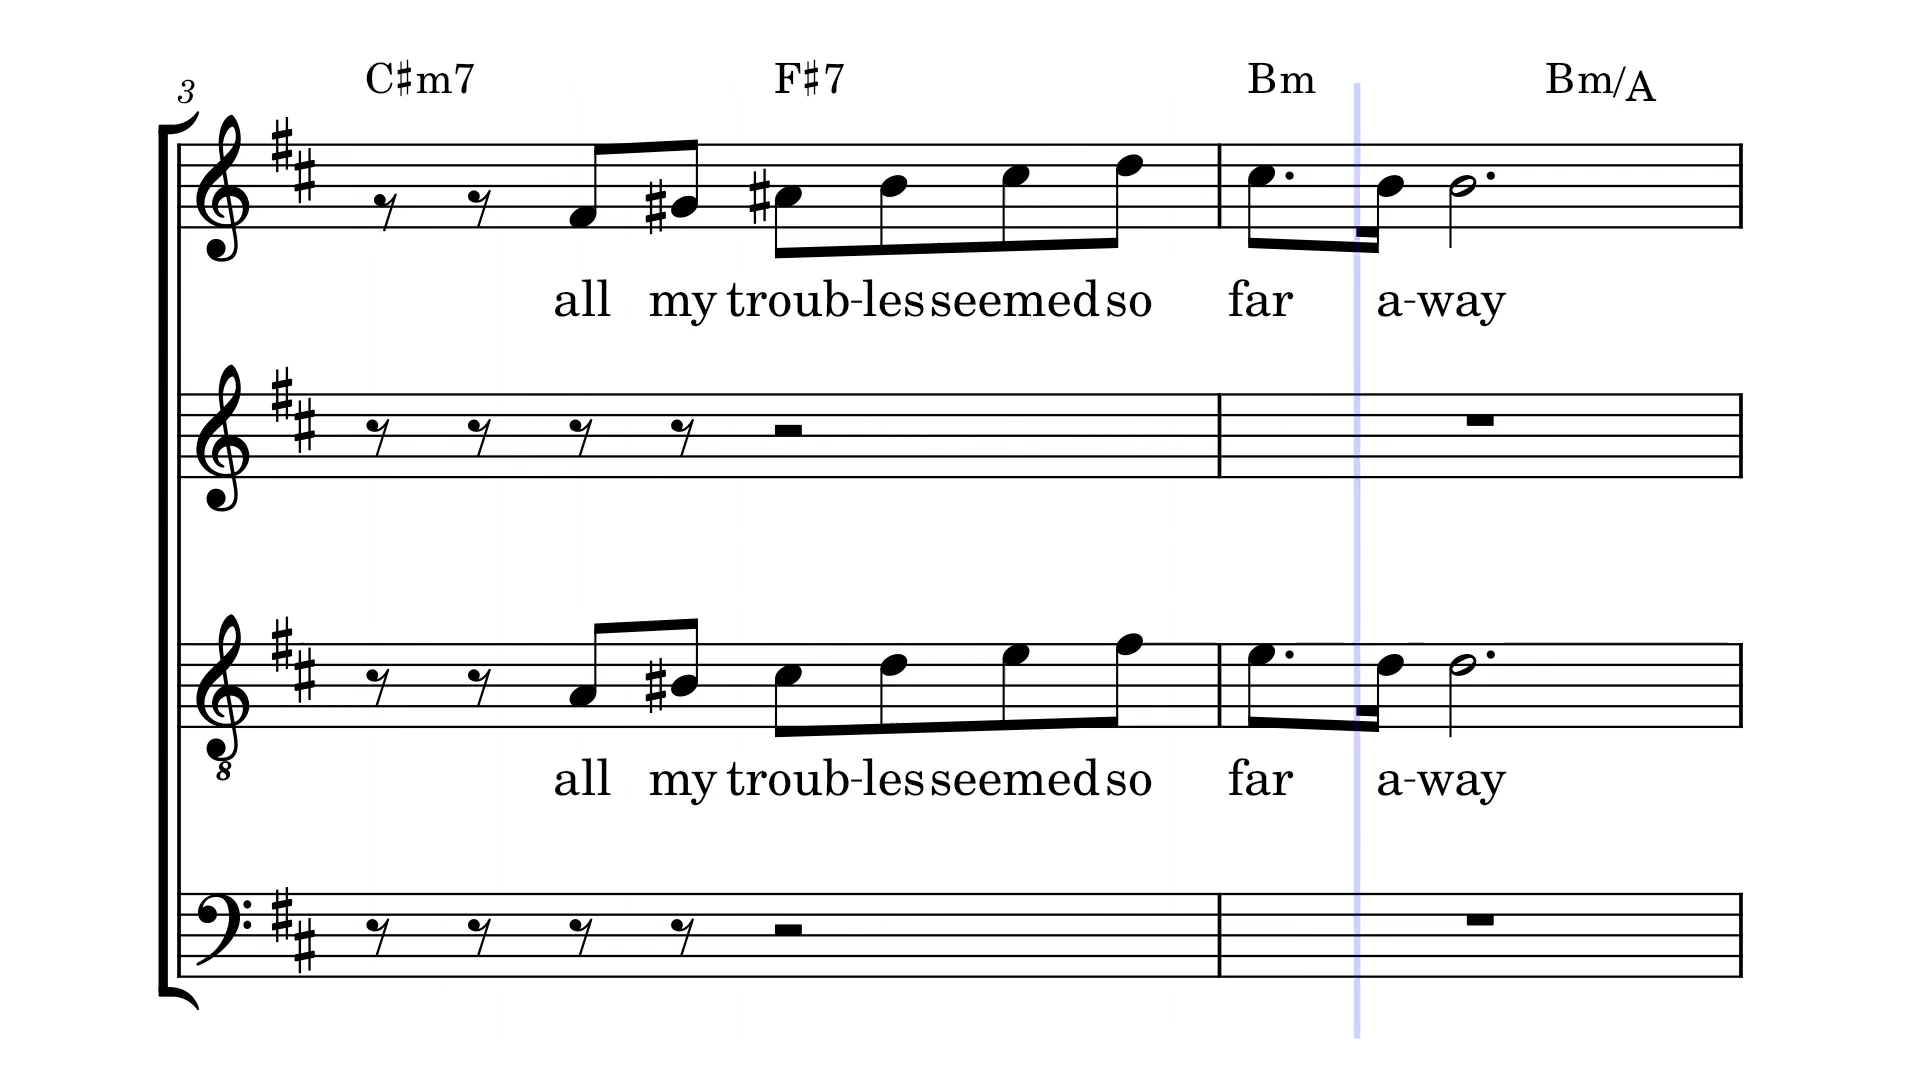 C♯m7 F♯7 Bm Bm/A
3
all my troub-les seemed so far a-way
all my troub-les seemed so far a-way
8